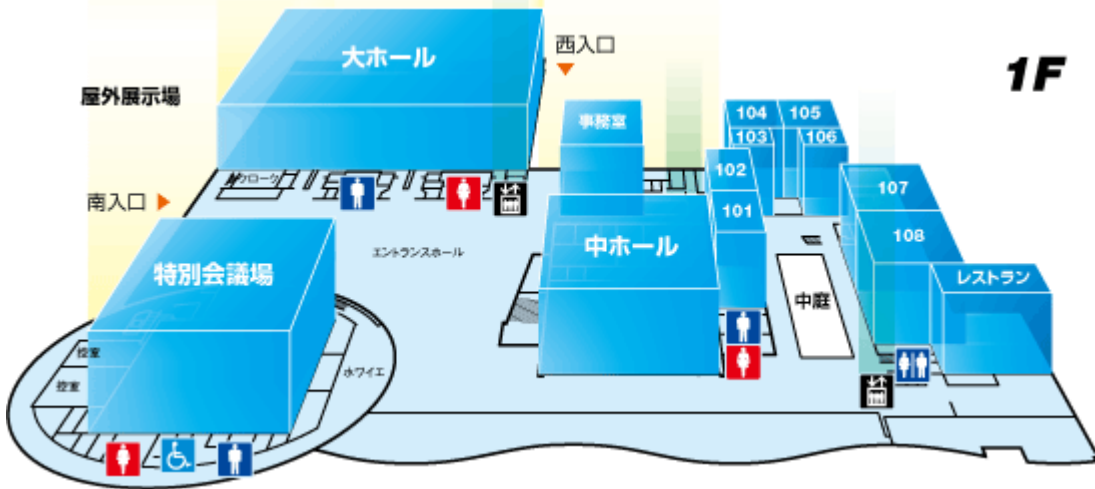 大ホール
西入口
1F
屋外展示場
事務室
104
105
103
106
クローク
102
107
南入口
101
108
エントランスホール
中ホール
特別会議場
レストラン
中庭
控室
控室
ホワイエ